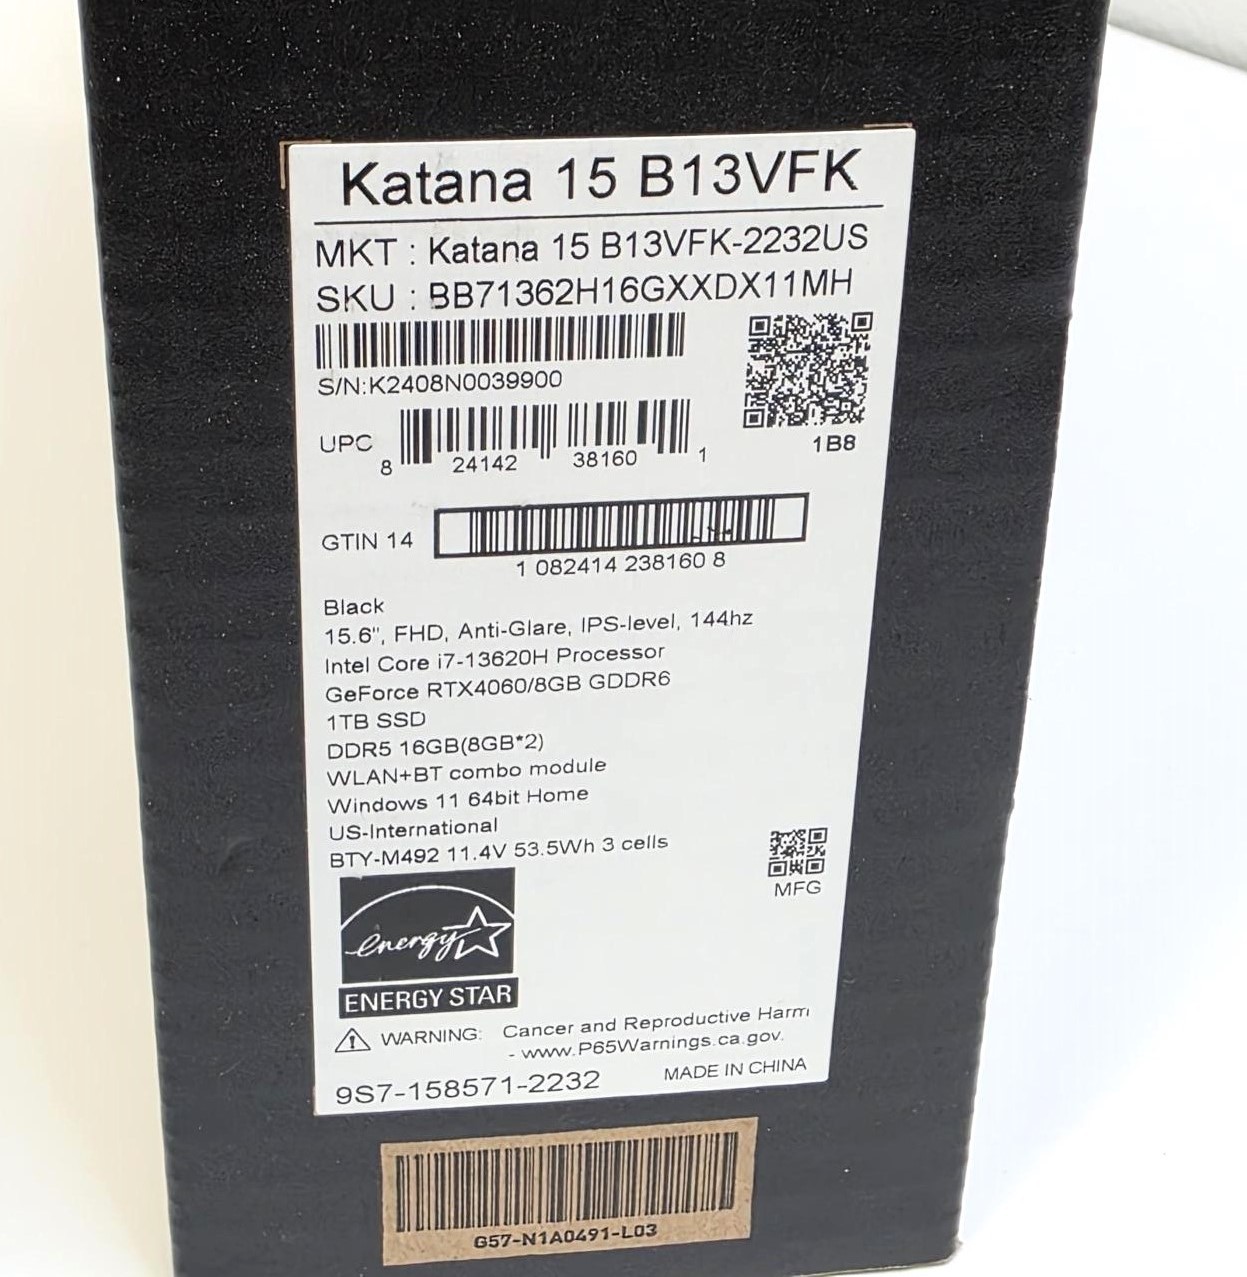 Katana 15 B13VFK
MKT : Katana 15 B13VFK-2232US
SKU : BB71362H16GXXDX11MH
S/N:K2408N0039900
1B8
UPC 8 24142 38160 1
GTIN 14
1 082414 238160 8
Black
15.6", FHD, Anti-Glare, IPS-level, 144hz
Intel Core i7-13620H Processor
GeForce RTX4060/8GB GDDR6
1TB SSD
DDR5 16GB(8GB*2)
WLAN+BT combo module
Windows 11 64bit Home
US-International
BTY-M492 11.4V 53.5Wh 3 cells
MFG
energy
ENERGY STAR
WARNING: Cancer and Reproductive Harm
- www.P65Warnings.ca.gov.
MADE IN CHINA
9S7-158571-2232
G57-N1A0491-L03